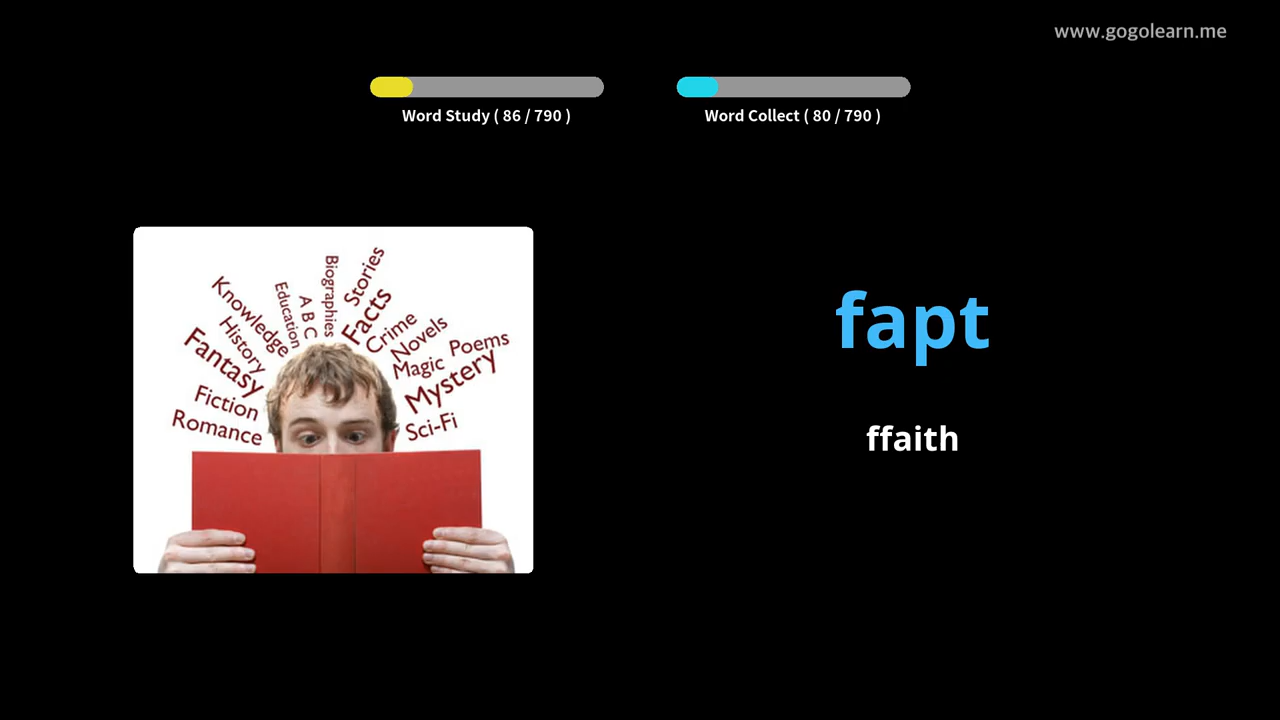 www.gogolearn.me
Word Study ( 86 / 790 )
Word Collect ( 80 / 790 )
Knowledge
Education
A B C
Biographies
Stories
Facts
History
Crime
Novels
Fantasy
Magic
Poems
Fiction
Mystery
Romance
Sci-Fi
fapt
ffaith